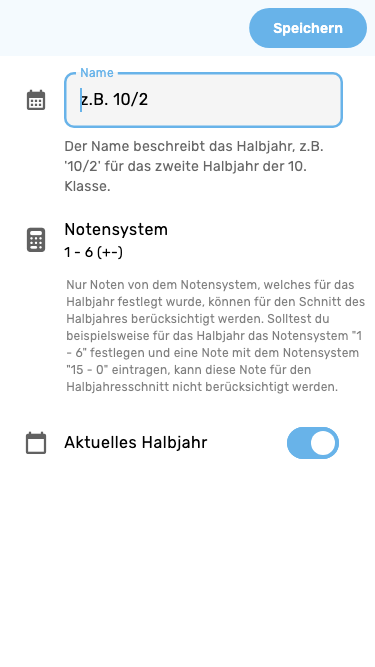 Speichern
Name
z.B. 10/2
Der Name beschreibt das Halbjahr, z.B.
'10/2' für das zweite Halbjahr der 10.
Klasse.
Notensystem
1 - 6 (+-)
Nur Noten von dem Notensystem, welches für das
Halbjahr festlegt wurde, können für den Schnitt des
Halbjahres berücksichtigt werden. Solltest du
beispielsweise für das Halbjahr das Notensystem "1
- 6" festlegen und eine Note mit dem Notensystem
"15 - 0" eintragen, kann diese Note für den
Halbjahresschnitt nicht berücksichtigt werden.
Aktuelles Halbjahr